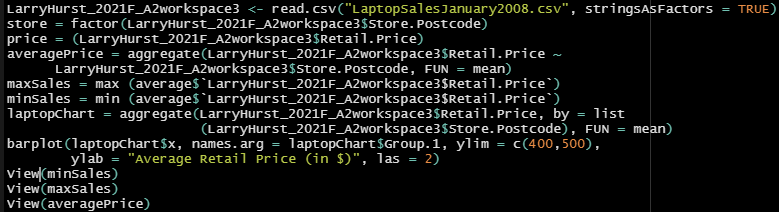 LarryHurst_2021F_A2workspace3 <- read.csv("LaptopSalesJanuary2008.csv", stringsAsFactors = TRUE)
store = factor(LarryHurst_2021F_A2workspace3$Store.Postcode)
price = (LarryHurst_2021F_A2workspace3$Retail.Price)
averagePrice = aggregate(LarryHurst_2021F_A2workspace3$Retail.Price ~
LarryHurst_2021F_A2workspace3$Store.Postcode, FUN = mean)
maxSales = max (average$`LarryHurst_2021F_A2workspace3$Retail.Price`)
minSales = min (average$`LarryHurst_2021F_A2workspace3$Retail.Price`)
laptopChart = aggregate(LarryHurst_2021F_A2workspace3$Retail.Price, by = list
(LarryHurst_2021F_A2workspace3$Store.Postcode), FUN = mean)
barplot(laptopChart$x, names.arg = laptopChart$Group.1, ylim = c(400,500),
ylab = "Average Retail Price (in $)", las = 2)
View(minSales)
View(maxSales)
View(averagePrice)